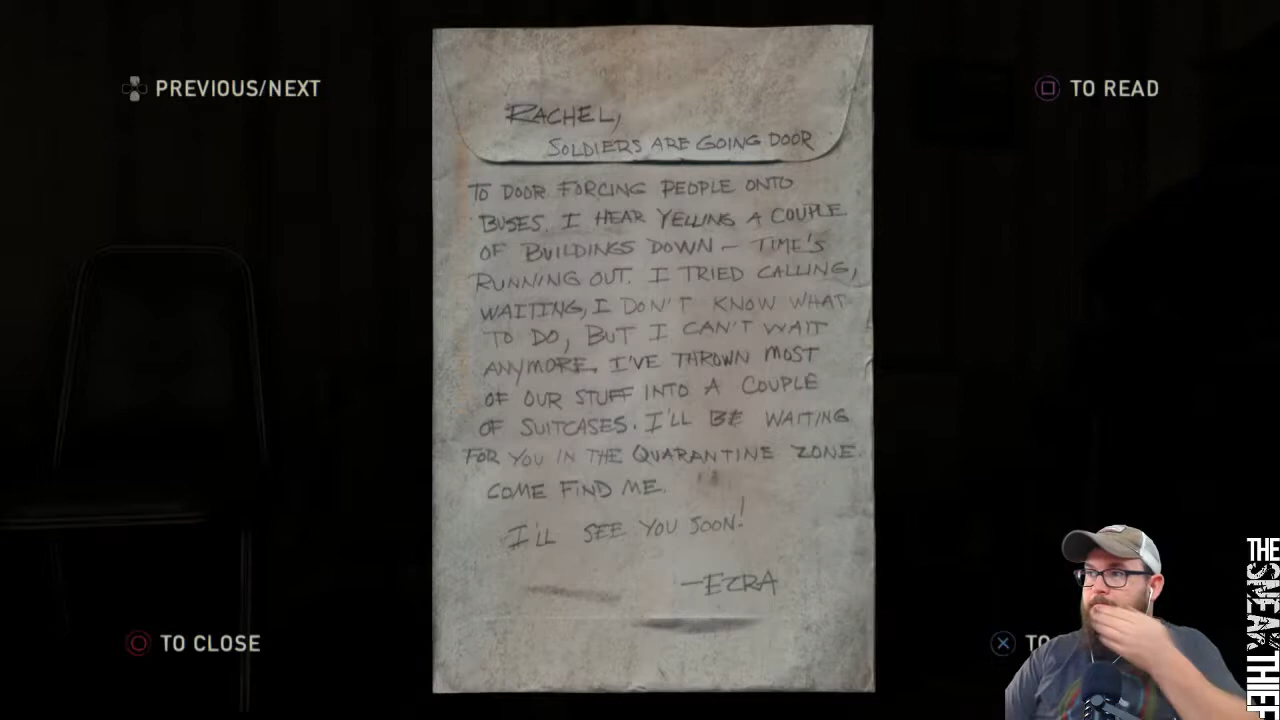 PREVIOUS/NEXT
TO READ
RACHEL,
SOLDIERS ARE GOING DOOR
TO DOOR FORCING PEOPLE ONTO
BUSES. I HEAR YELLING A COUPLE
OF BUILDINGS DOWN - TIME'S
RUNNING OUT. I TRIED CALLING,
WAITING, I DON'T KNOW WHAT
TO DO, BUT I CAN'T WAIT
ANYMORE. I'VE THROWN MOST
OF OUR STUFF INTO A COUPLE
OF SUITCASES. I'LL BE WAITING
FOR YOU IN THE QUARANTINE ZONE.
COME FIND ME.
I'LL SEE YOU SOON!
-EZRA
TO CLOSE
TO
THE SNEAK THIEF